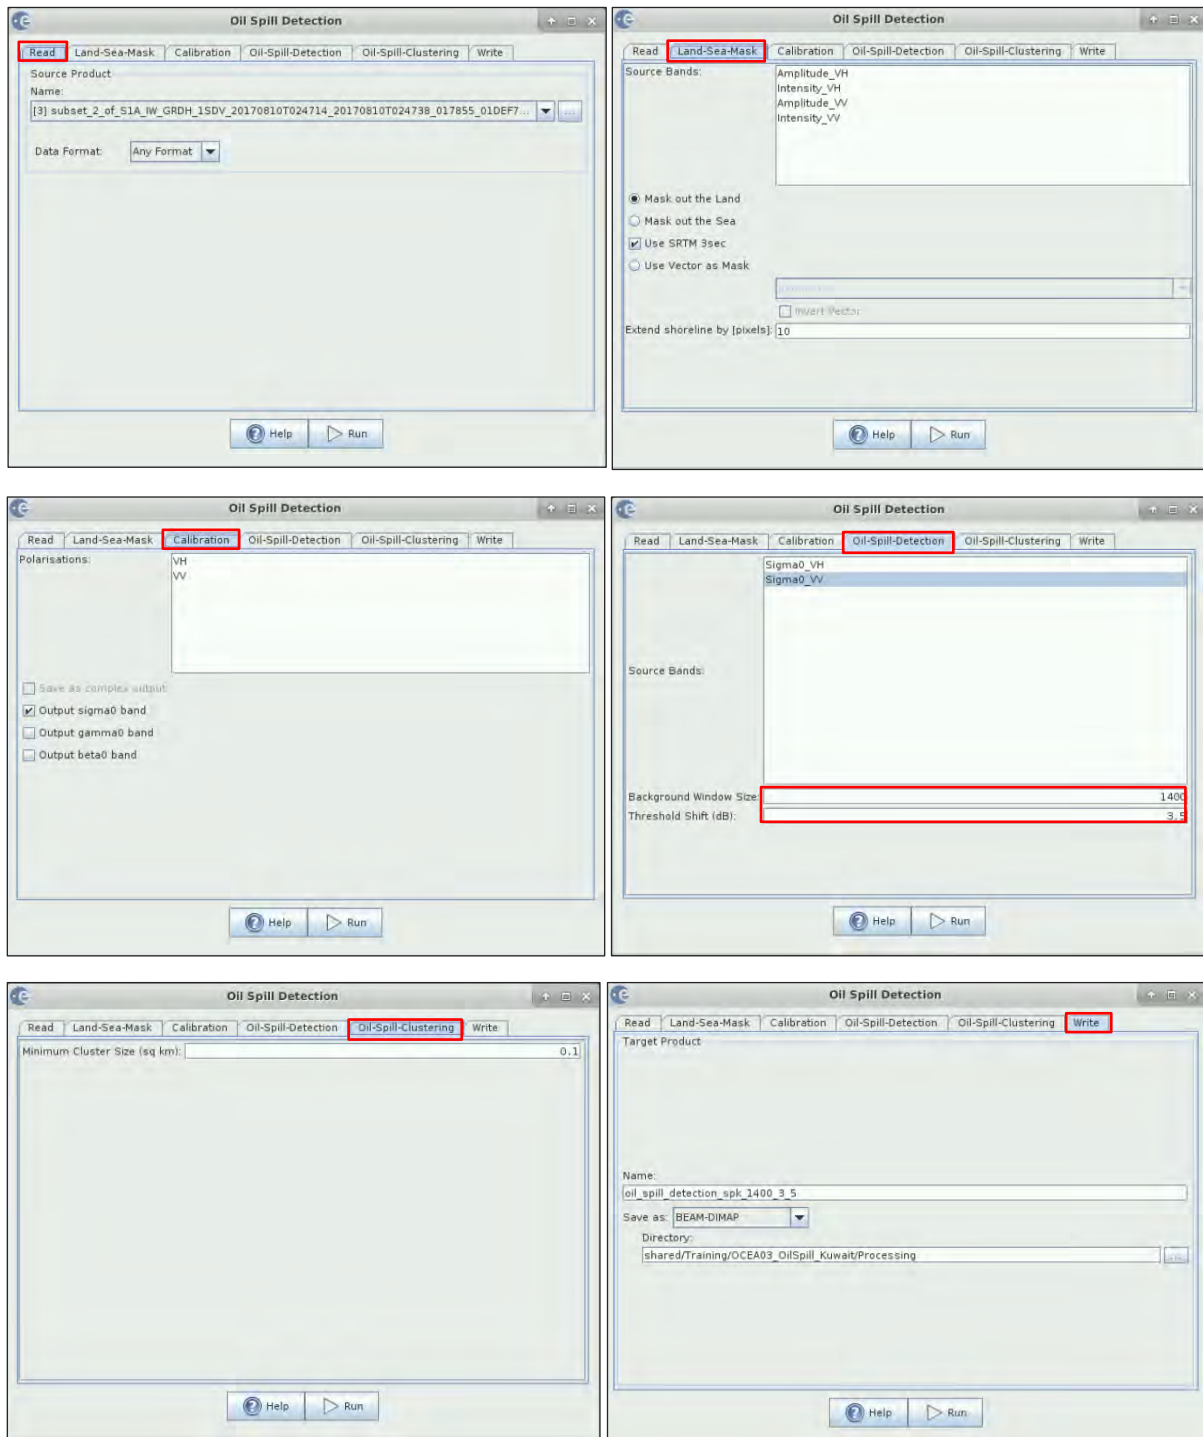 Oil Spill Detection
Read Land-Sea-Mask Calibration Oil-Spill-Detection Oil-Spill-Clustering Write
Source Product
Name:
[3] subset_2_of_S1A_IW_GRDH_1SDV_20170810T024714_20170810T024738_017855_01DEF7... ...
Data Format: Any Format
Help Run
Oil Spill Detection
Read Land-Sea-Mask Calibration Oil-Spill-Detection Oil-Spill-Clustering Write
Source Bands:
Amplitude_VH
Intensity_VH
Amplitude_VV
Intensity_VV
Mask out the Land
Mask out the Sea
Use SRTM 3sec
Use Vector as Mask
Invert Vector
Extend shoreline by [pixels]: 10
Help Run
Oil Spill Detection
Read Land-Sea-Mask Calibration Oil-Spill-Detection Oil-Spill-Clustering Write
Polarisations:
VH
VV
Save as complex output
Output sigma0 band
Output gamma0 band
Output beta0 band
Help Run
Oil Spill Detection
Read Land-Sea-Mask Calibration Oil-Spill-Detection Oil-Spill-Clustering Write
Sigma0_VH
Sigma0_VV
Source Bands:
Background Window Size: 1400
Threshold Shift (dB): 3.5
Help Run
Oil Spill Detection
Read Land-Sea-Mask Calibration Oil-Spill-Detection Oil-Spill-Clustering Write
Minimum Cluster Size (sq km): 0.1
Help Run
Oil Spill Detection
Read Land-Sea-Mask Calibration Oil-Spill-Detection Oil-Spill-Clustering Write
Target Product
Name:
oil_spill_detection_spk_1400_3_5
Save as: BEAM-DIMAP
Directory:
shared/Training/OCEA03_OilSpill_Kuwait/Processing ...
Help Run